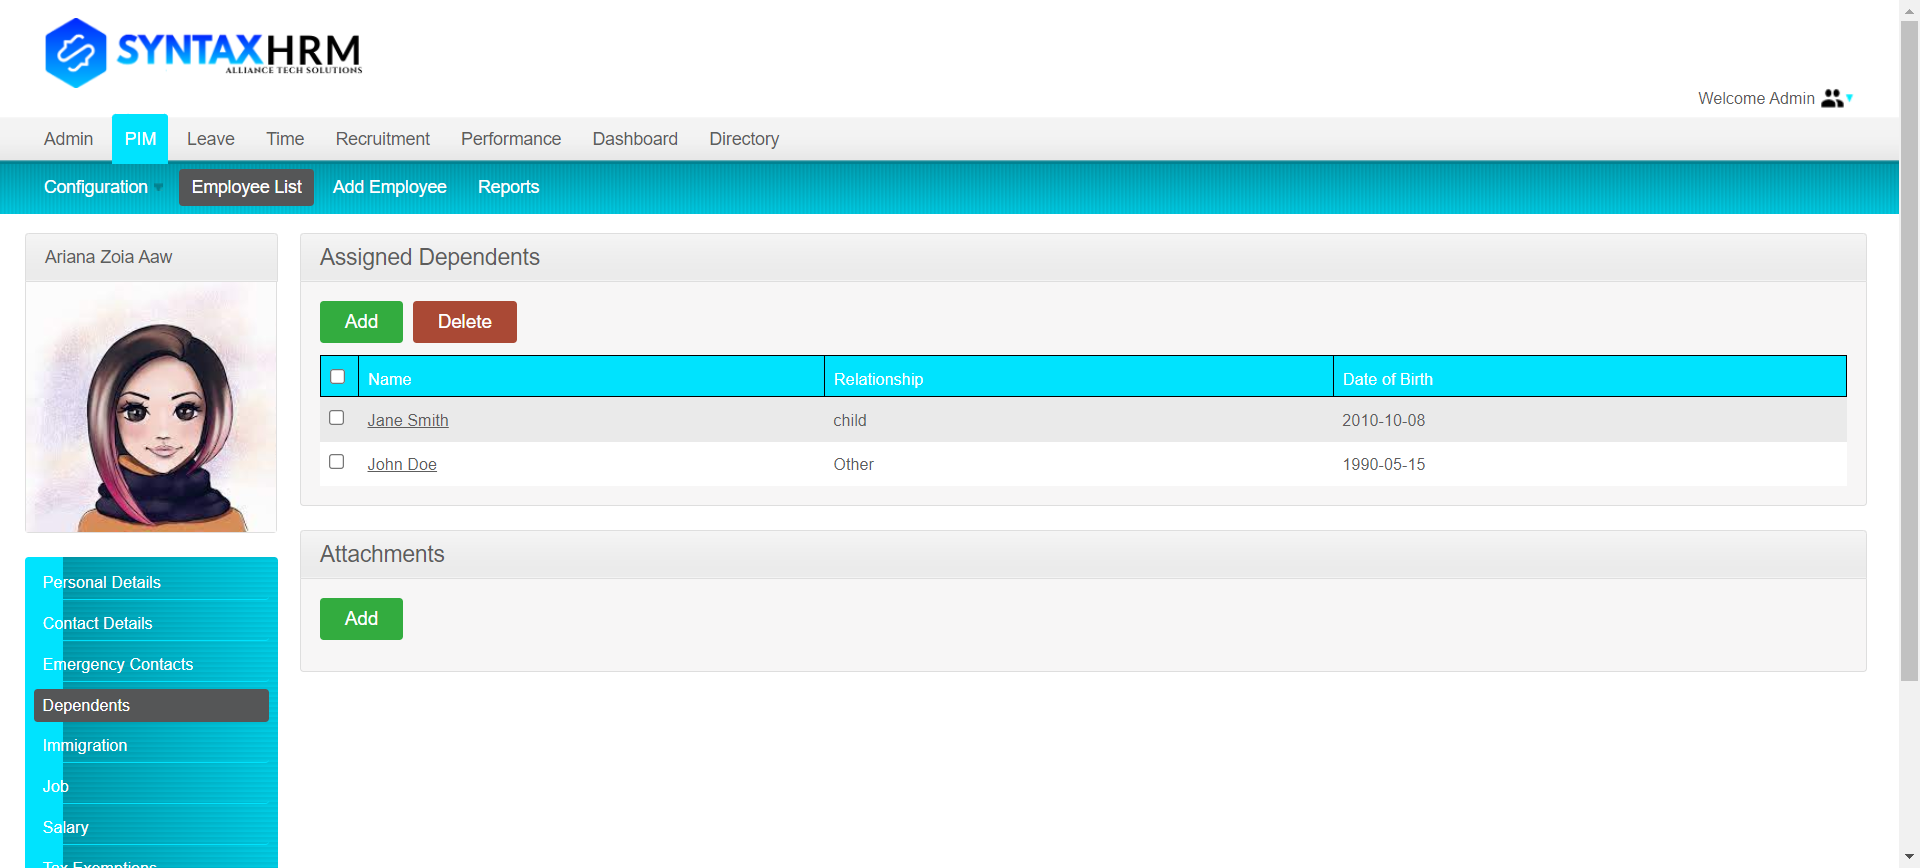 SYNTAXHRM
ALLIANCE TECH SOLUTIONS
Welcome Admin
Admin PIM Leave Time Recruitment Performance Dashboard Directory
Configuration Employee List Add Employee Reports
Ariana Zoia Aaw
Assigned Dependents
Add Delete
Name Relationship Date of Birth
Jane Smith child 2010-10-08
John Doe Other 1990-05-15
Attachments
Add
Personal Details
Contact Details
Emergency Contacts
Dependents
Immigration
Job
Salary
Tax Exemptions